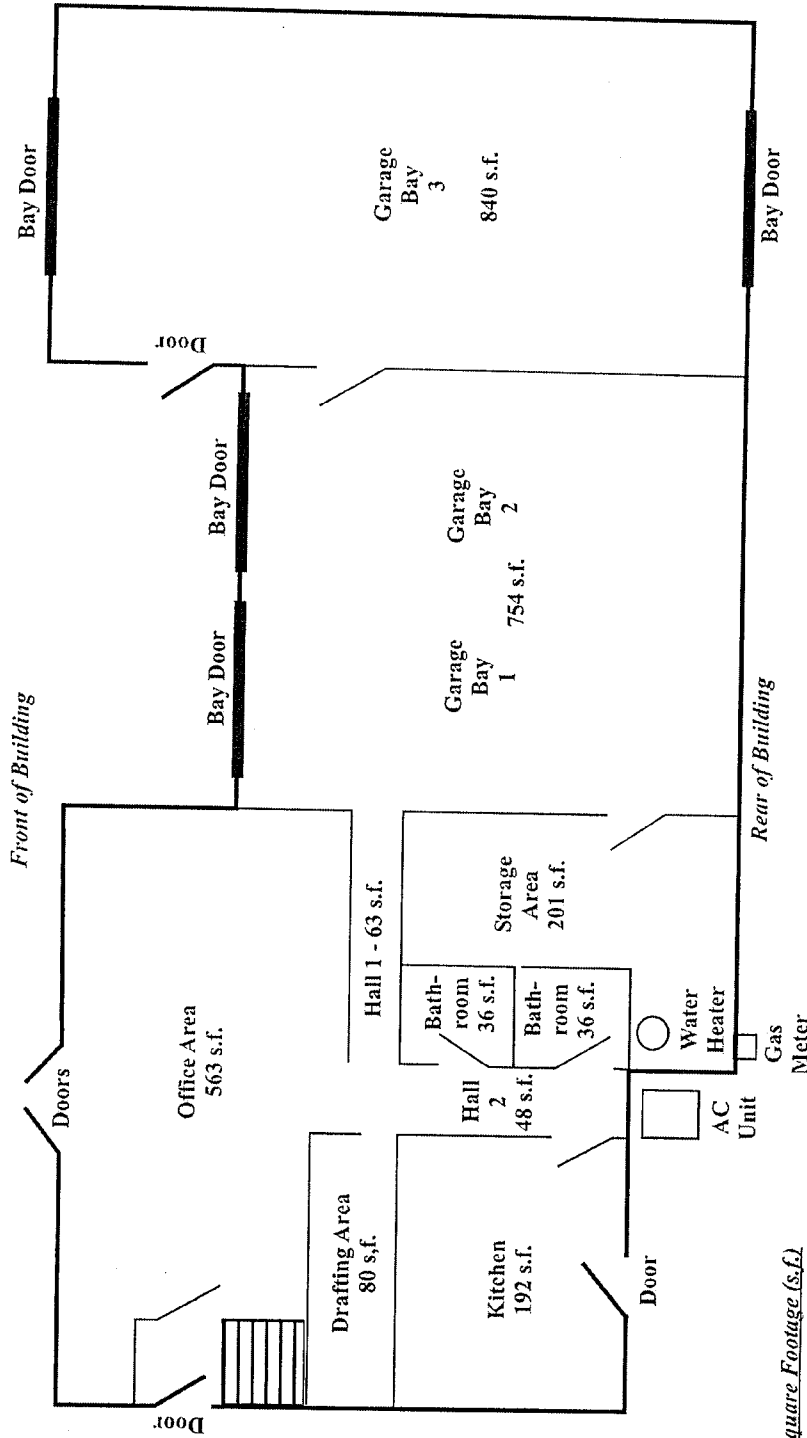 Front of Building
Bay Door
Door
Garage
Bay
3
840 s.f.
Bay Door
Bay Door
Bay Door
Garage
Bay
2
754 s.f.
Garage
Bay
1
Doors
Office Area
563 s.f.
Hall 1 - 63 s.f.
Storage
Area
201 s.f.
Bath-
room
36 s.f.
Bath-
room
36 s.f.
Hall
2
48 s.f.
Drafting Area
80 s,f.
Kitchen
192 s.f.
Door
Door
Water
Heater
Gas
Meter
AC
Unit
Rear of Building
quare Footage (s.f.)